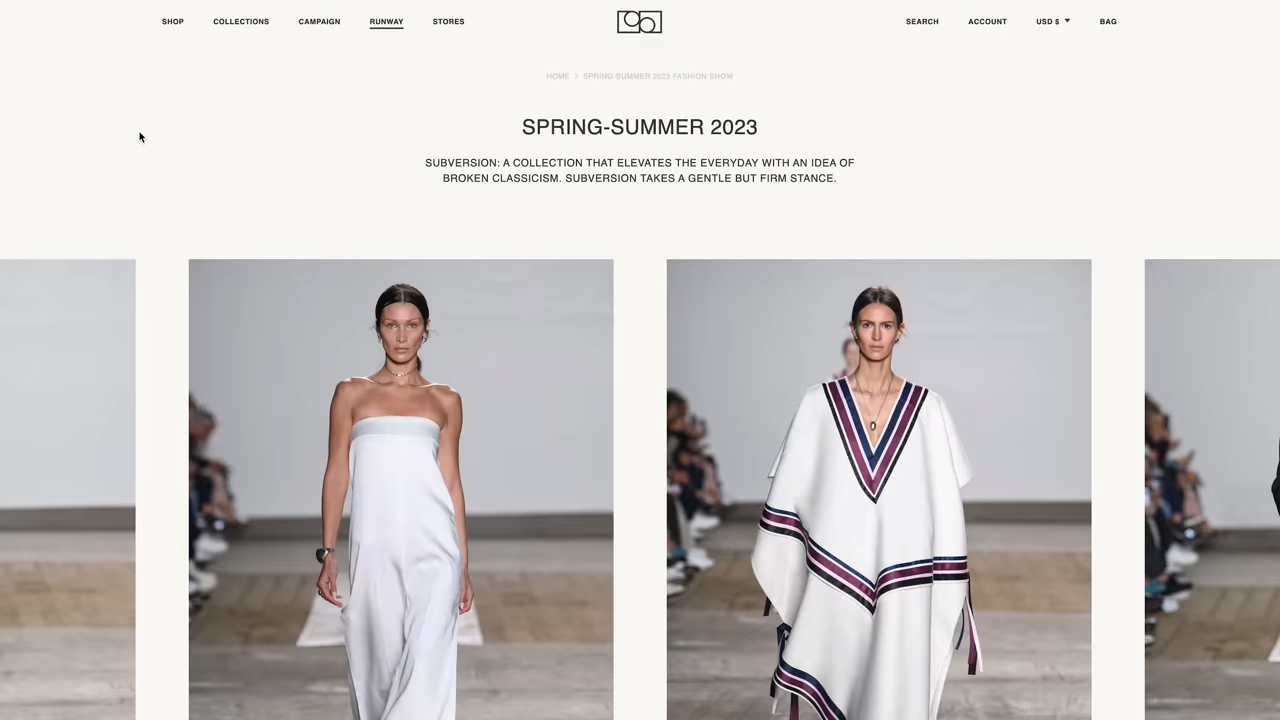 SHOP COLLECTIONS CAMPAIGN RUNWAY STORES SEARCH ACCOUNT USD $ BAG
HOME > SPRING-SUMMER 2023 FASHION SHOW
SPRING-SUMMER 2023
SUBVERSION: A COLLECTION THAT ELEVATES THE EVERYDAY WITH AN IDEA OF
BROKEN CLASSICISM. SUBVERSION TAKES A GENTLE BUT FIRM STANCE.